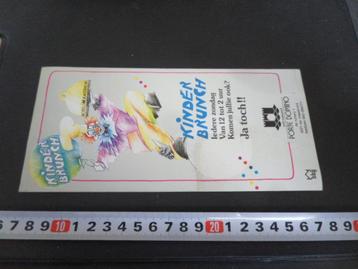 KINDER
BRUNCH
KINDER
BRUNCH
Iedere zondag
Van 12 tot 2 uur
Komen jullie ook?
Ja toch!!
PORTE DOMINO
6 7 8 9 10 1 2 3 4 5 6 7 8 9 20 1 2 3 4 5 6 7 8 9